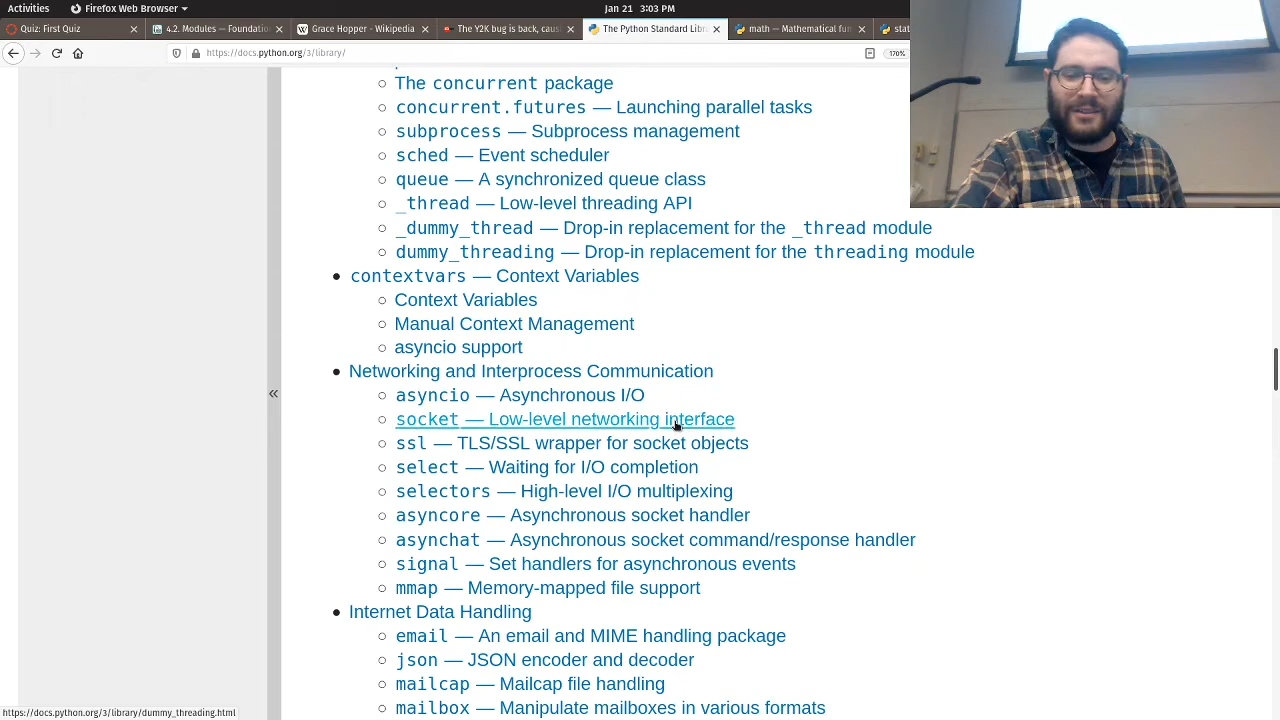 Activities
Firefox Web Browser
Jan 21 3:03 PM
Quiz: First Quiz
4.2. Modules — Foundatio
Grace Hopper - Wikipedia
The Y2K bug is back, caus
The Python Standard Libr
math — Mathematical fun
stat
https://docs.python.org/3/library/
170%
The concurrent package
concurrent.futures — Launching parallel tasks
subprocess — Subprocess management
sched — Event scheduler
queue — A synchronized queue class
_thread — Low-level threading API
_dummy_thread — Drop-in replacement for the _thread module
dummy_threading — Drop-in replacement for the threading module
contextvars — Context Variables
Context Variables
Manual Context Management
asyncio support
«
Networking and Interprocess Communication
asyncio — Asynchronous I/O
socket — Low-level networking interface
ssl — TLS/SSL wrapper for socket objects
select — Waiting for I/O completion
selectors — High-level I/O multiplexing
asyncore — Asynchronous socket handler
asynchat — Asynchronous socket command/response handler
signal — Set handlers for asynchronous events
mmap — Memory-mapped file support
Internet Data Handling
email — An email and MIME handling package
json — JSON encoder and decoder
mailcap — Mailcap file handling
mailbox — Manipulate mailboxes in various formats
https://docs.python.org/3/library/dummy_threading.html